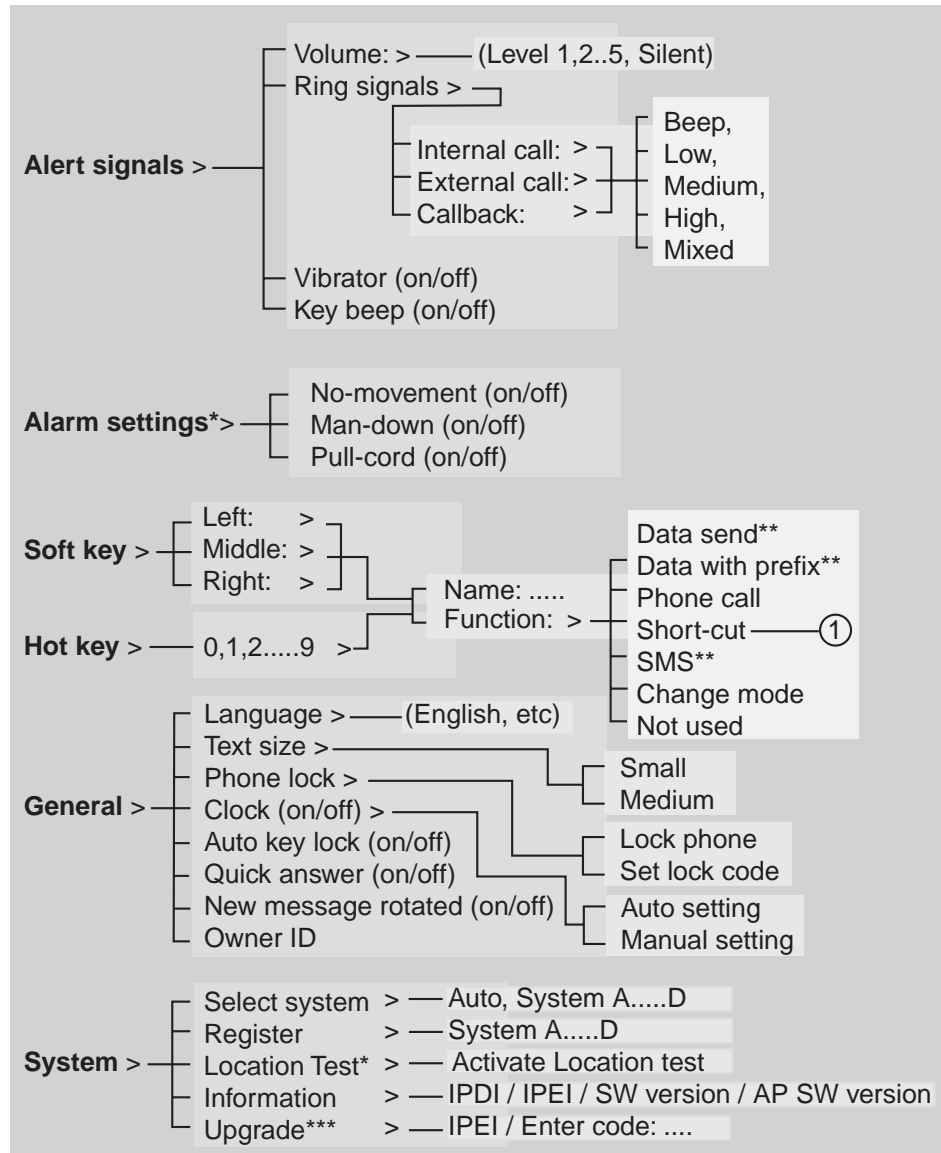 Alert signals >
Volume: >
(Level 1,2..5, Silent)
Ring signals >
Internal call: >
External call: >
Callback: >
Beep,
Low,
Medium,
High,
Mixed
Vibrator (on/off)
Key beep (on/off)
Alarm settings*>
No-movement (on/off)
Man-down (on/off)
Pull-cord (on/off)
Soft key >
Left: >
Middle: >
Right: >
Hot key >
0,1,2.....9 >
Name: .....
Function: >
Data send**
Data with prefix**
Phone call
Short-cut
1
SMS**
Change mode
Not used
General >
Language >
(English, etc)
Text size >
Small
Medium
Phone lock >
Lock phone
Set lock code
Clock (on/off) >
Auto setting
Manual setting
Auto key lock (on/off)
Quick answer (on/off)
New message rotated (on/off)
Owner ID
System >
Select system >
Auto, System A.....D
Register >
System A.....D
Location Test* >
Activate Location test
Information >
IPDI / IPEI / SW version / AP SW version
Upgrade*** >
IPEI / Enter code: ....